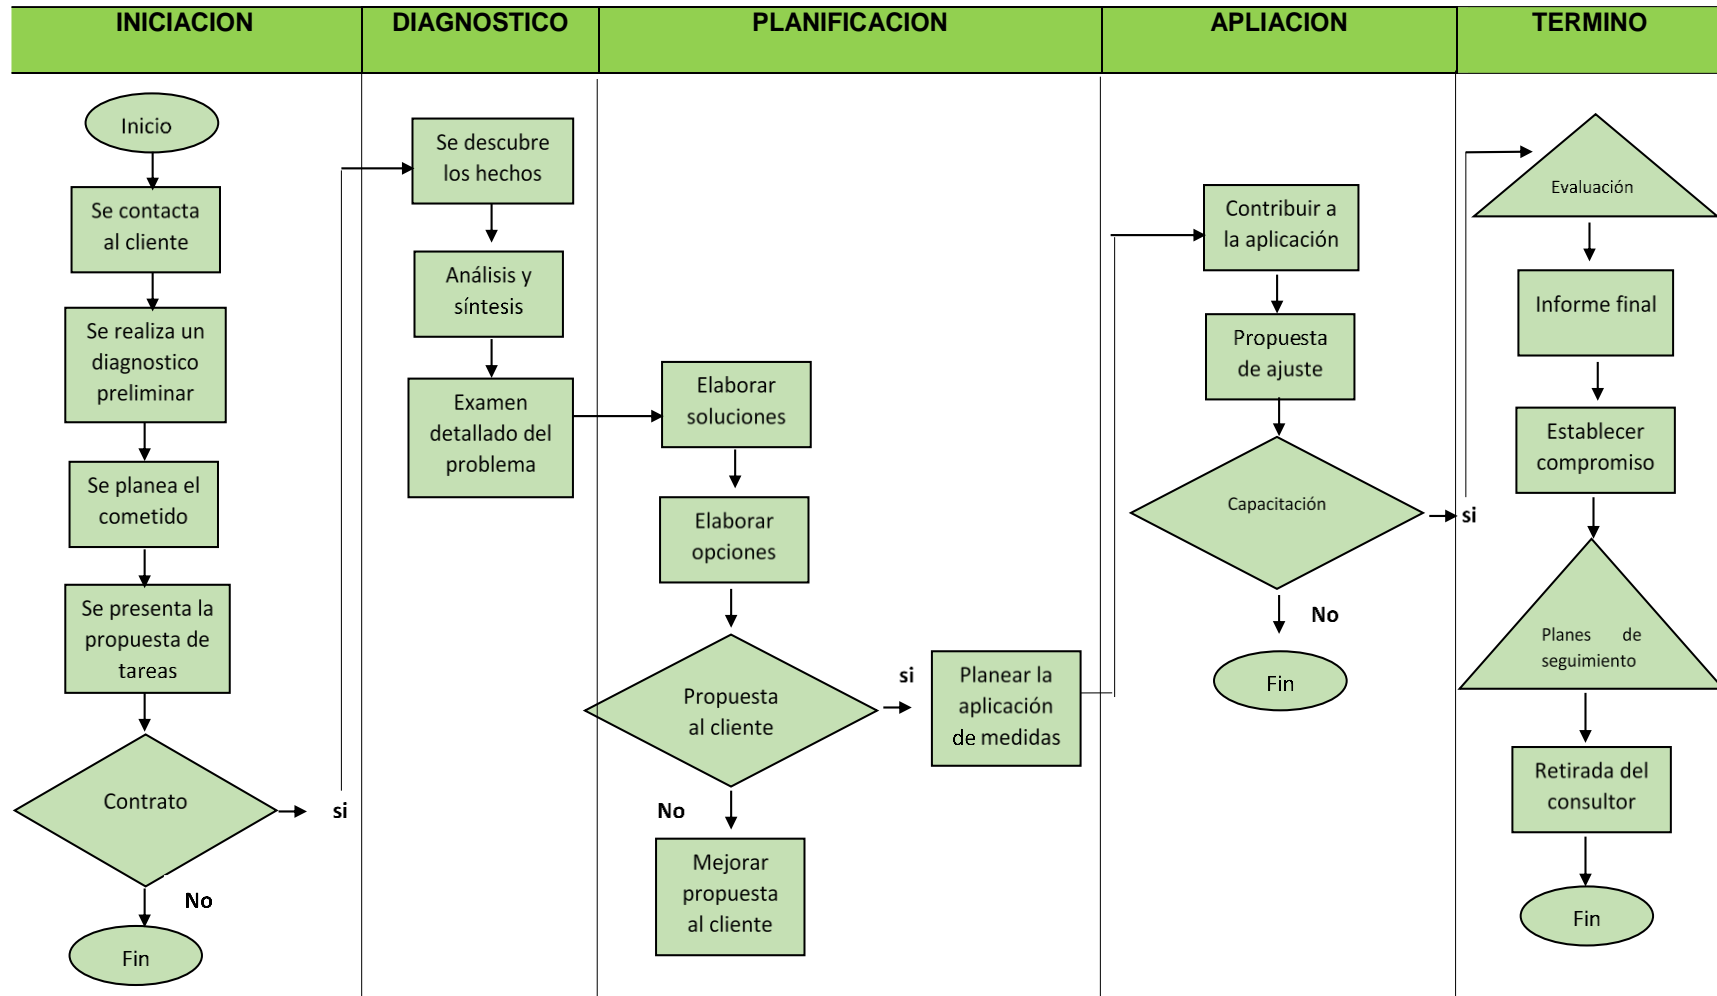 INICIACION
DIAGNOSTICO
PLANIFICACION
APLIACION
TERMINO
Inicio
Se contacta
al cliente
Se realiza un
diagnostico
preliminar
Se planea el
cometido
Se presenta la
propuesta de
tareas
Contrato
si
No
Fin
Se descubre
los hechos
Análisis y
síntesis
Examen
detallado del
problema
Elaborar
soluciones
Elaborar
opciones
Propuesta
al cliente
si
No
Planear la
aplicación
de medidas
Mejorar
propuesta
al cliente
Contribuir a
la aplicación
Propuesta
de ajuste
Capacitación
si
No
Fin
Evaluación
Informe final
Establecer
compromiso
Planes de
seguimiento
Retirada del
consultor
Fin